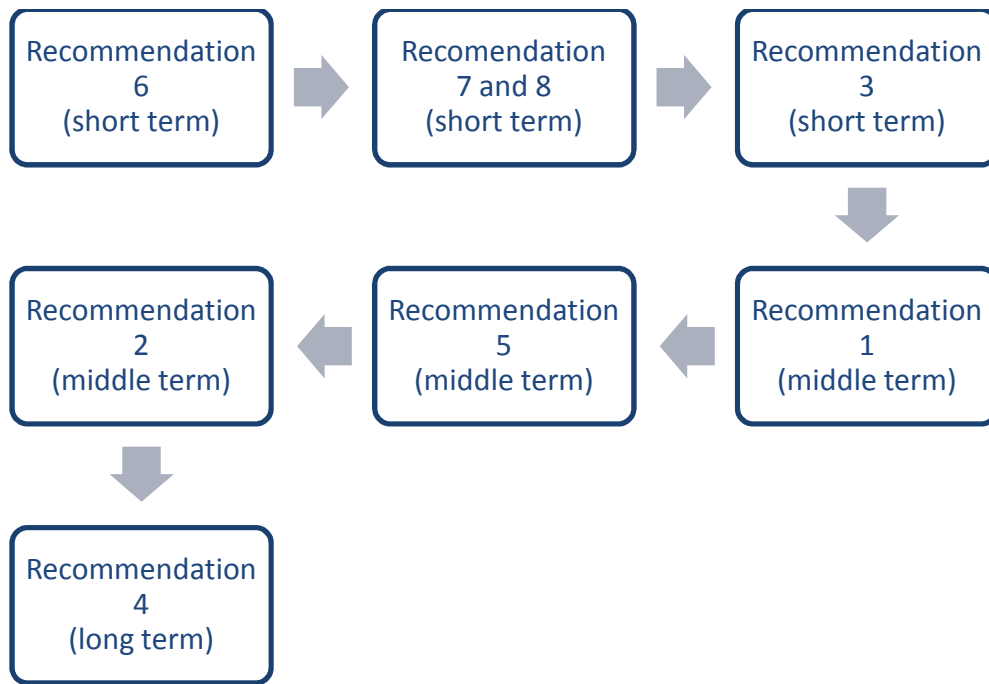 Recommendation
6
(short term)
Recomendation
7 and 8
(short term)
Recommendation
3
(short term)
Recommendation
1
(middle term)
Recommendation
5
(middle term)
Recommendation
2
(middle term)
Recommendation
4
(long term)